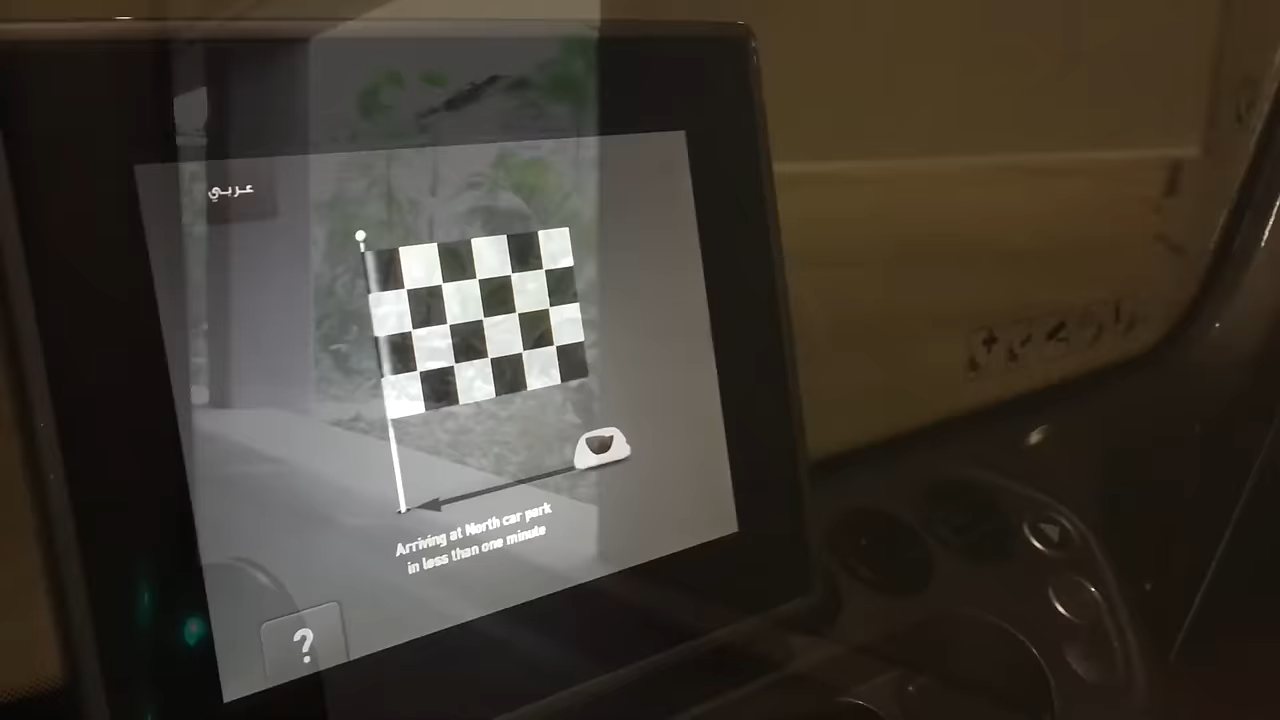 عربي
Arriving at North car park
in less than one minute
?